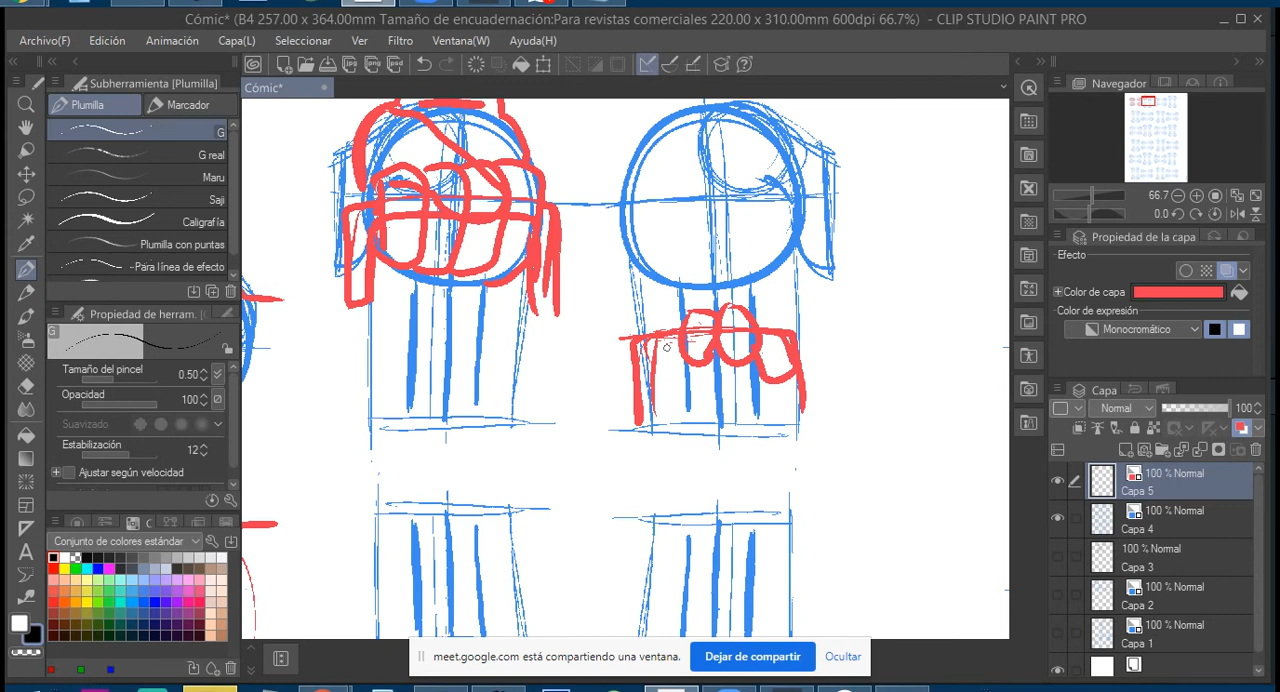 Cómic* (B4 257.00 x 364.00mm Tamaño de encuadernación:Para revistas comerciales 220.00 x 310.00mm 600dpi 66.7%) - CLIP STUDIO PAINT PRO
Archivo(F) Edición Animación Capa(L) Seleccionar Ver Filtro Ventana(W) Ayuda(H)
Subherramienta [Plumilla]
Cómic*
Navegador
Plumilla Marcador
G
G real
Maru
Saji
Caligrafía
Plumilla con puntas
Para línea de efecto
66.7
0.0
Propiedad de la capa
Efecto
Color de capa
Color de expresión
Monocromático
Propiedad de herram.
G
Tamaño del pincel 0.50
Opacidad 100
Suavizado
Estabilización
12
Ajustar según velocidad
Capa
Normal 100
100 % Normal
Capa 5
100 % Normal
Capa 4
100 % Normal
Capa 3
100 % Normal
Capa 2
100 % Normal
Capa 1
Conjunto de colores estándar
meet.google.com está compartiendo una ventana. Dejar de compartir Ocultar